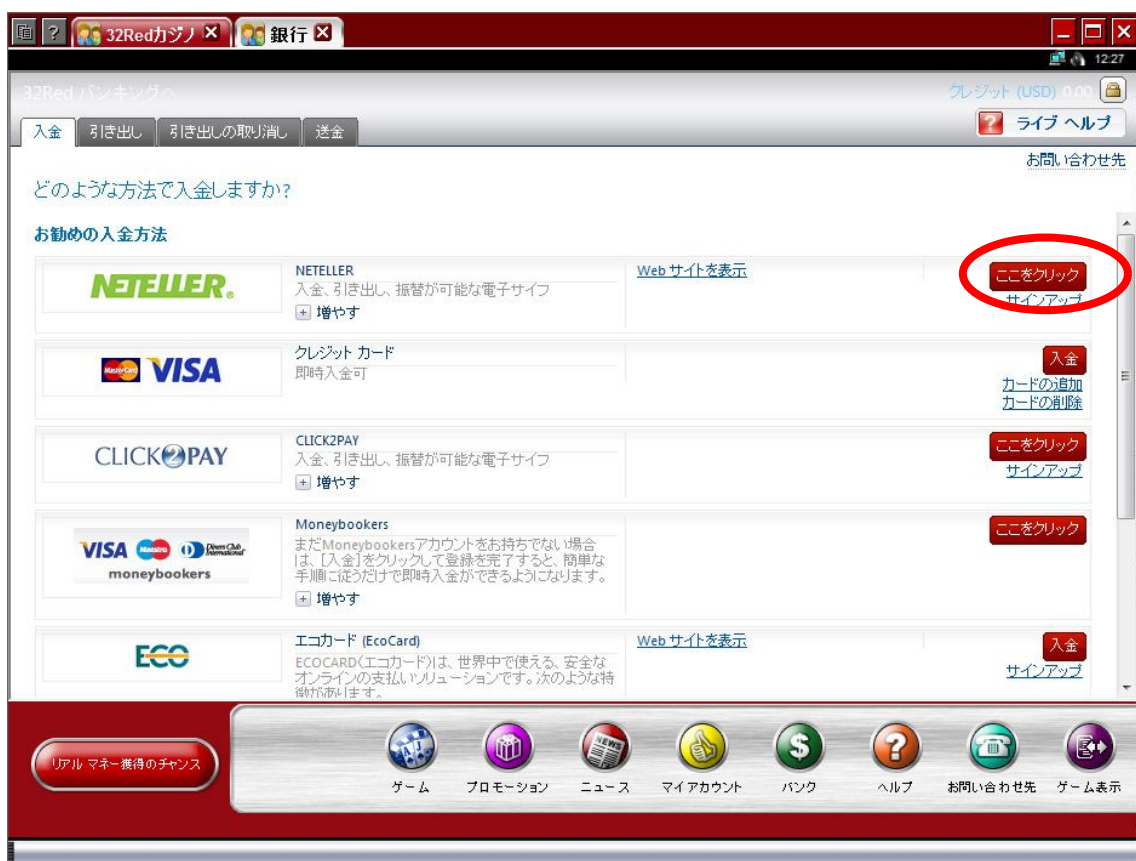 32Redカジノ
銀行
12:27
32Red バンキングへ
クレジット (USD) 0.00
入金
引き出し
引き出しの取り消し
送金
ライブ ヘルプ
お問い合わせ先
どのような方法で入金しますか?
お勧めの入金方法
NETELLER®
NETELLER
入金、引き出し、振替が可能な電子サイフ
増やす
Web サイトを表示
ここをクリック
サインアップ
MasterCard VISA
クレジット カード
即時入金可
入金
カードの追加
カードの削除
CLICK2PAY
CLICK2PAY
入金、引き出し、振替が可能な電子サイフ
増やす
ここをクリック
サインアップ
VISA Maestro Diners Club International
moneybookers
Moneybookers
まだMoneybookersアカウントをお持ちでない場合
は、[入金]をクリックして登録を完了すると、簡単な
手順に従うだけで即時入金ができるようになります。
増やす
ここをクリック
ECO
エコカード (EcoCard)
ECOCARD(エコカード)は、世界中で使える、安全な
オンラインの支払いソリューションです。次のような特
徴があります。
Web サイトを表示
入金
サインアップ
リアル マネー獲得のチャンス
ゲーム
プロモーション
NEWS
ニュース
マイアカウント
バンク
ヘルプ
お問い合わせ先
ゲーム表示